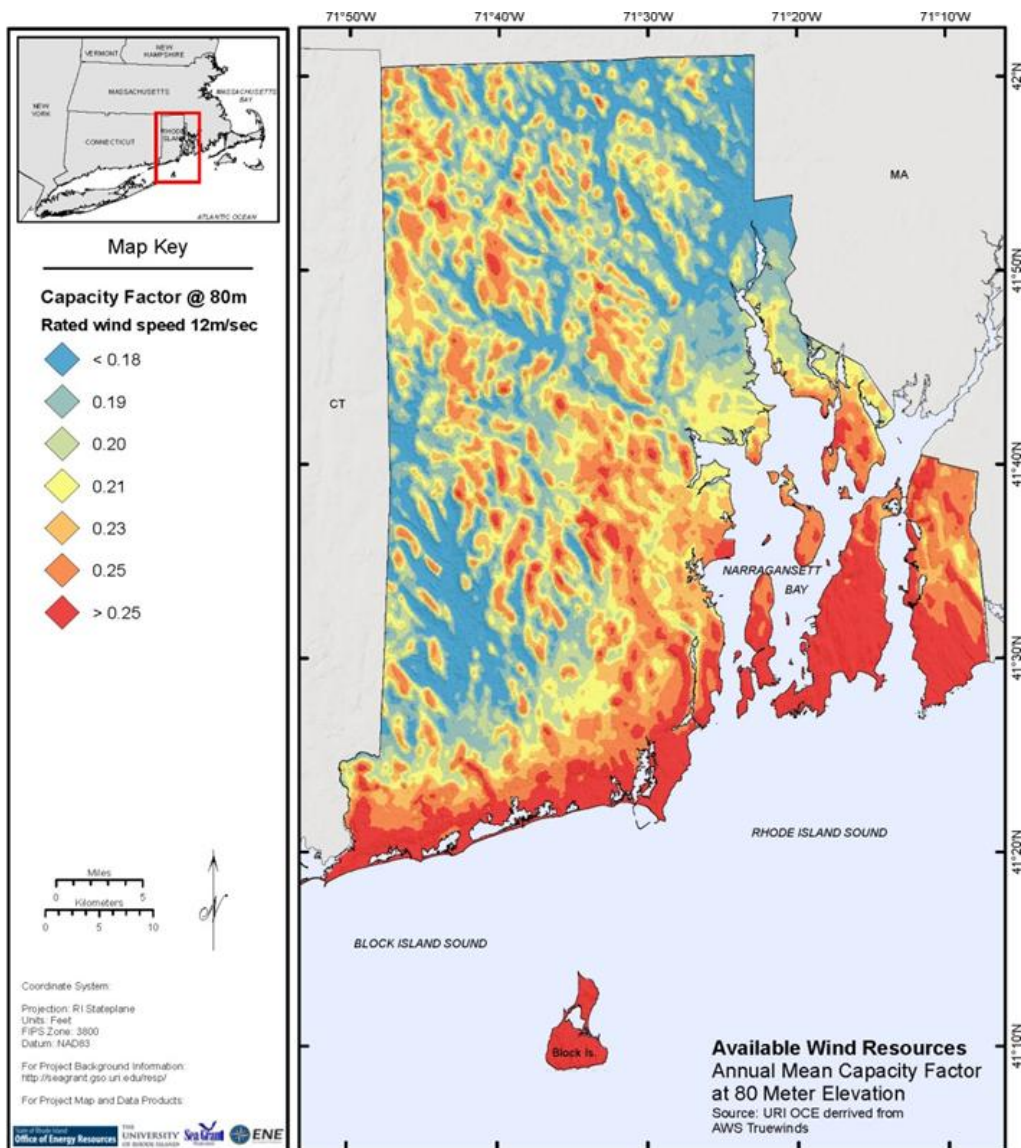 VERMONT
NEW
HAMPSHIRE
MASSACHUSETTS
BAY
MASSACHUSETTS
NEW
YORK
RHODE
ISLAND
CONNECTICUT
ATLANTIC OCEAN
Map Key
Capacity Factor @ 80m
Rated wind speed 12m/sec
< 0.18
0.19
0.20
0.21
0.23
0.25
> 0.25
Miles
0 5
Kilometers
0 5 10
N
Coordinate System:
Projection: RI Stateplane
Units: Feet
FIPS Zone: 3800
Datum: NAD83
For Project Background Information:
http://seagrant.gso.uri.edu/resp/
For Project Map and Data Products:
State of Rhode Island
Office of Energy Resources
THE
UNIVERSITY
OF RHODE ISLAND
Sea Grant
ENE
71°50'W 71°40'W 71°30'W 71°20'W 71°10'W
42°N
41°50'N
41°40'N
41°30'N
41°20'N
41°10'N
MA
CT
NARRAGANSETT
BAY
RHODE ISLAND SOUND
BLOCK ISLAND SOUND
Block Is.
Available Wind Resources
Annual Mean Capacity Factor
at 80 Meter Elevation
Source: URI OCE derrived from
AWS Truewinds